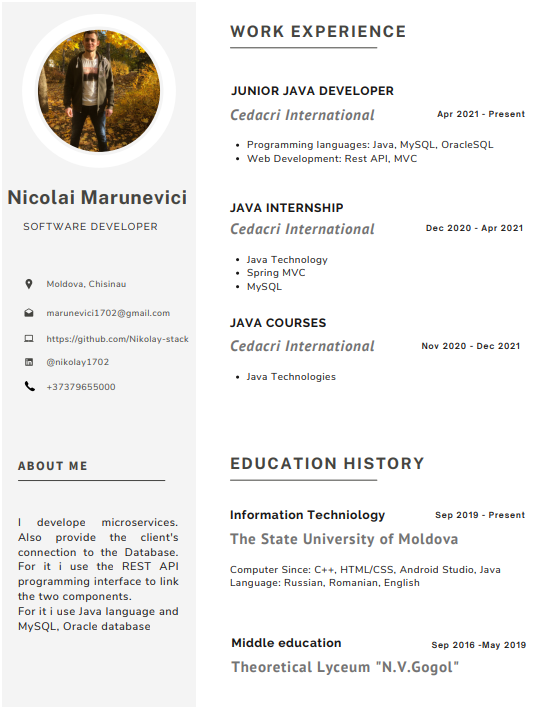 Nicolai Marunevici
SOFTWARE DEVELOPER
Moldova, Chisinau
marunevici1702@gmail.com
https://github.com/Nikolay-stack
@nikolay1702
+37379655000
ABOUT ME
I develope microservices.
Also provide the client's
connection to the Database.
For it i use the REST API
programming interface to link
the two components.
For it i use Java language and
MySQL, Oracle database
WORK EXPERIENCE
JUNIOR JAVA DEVELOPER
Cedacri International Apr 2021 - Present
• Programming languages: Java, MySQL, OracleSQL
• Web Development: Rest API, MVC
JAVA INTERNSHIP
Cedacri International Dec 2020 - Apr 2021
• Java Technology
• Spring MVC
• MySQL
JAVA COURSES
Cedacri International Nov 2020 - Dec 2021
• Java Technologies
EDUCATION HISTORY
Information Techniology Sep 2019 - Present
The State University of Moldova
Computer Since: C++, HTML/CSS, Android Studio, Java
Language: Russian, Romanian, English
Middle education Sep 2016 -May 2019
Theoretical Lyceum "N.V.Gogol"